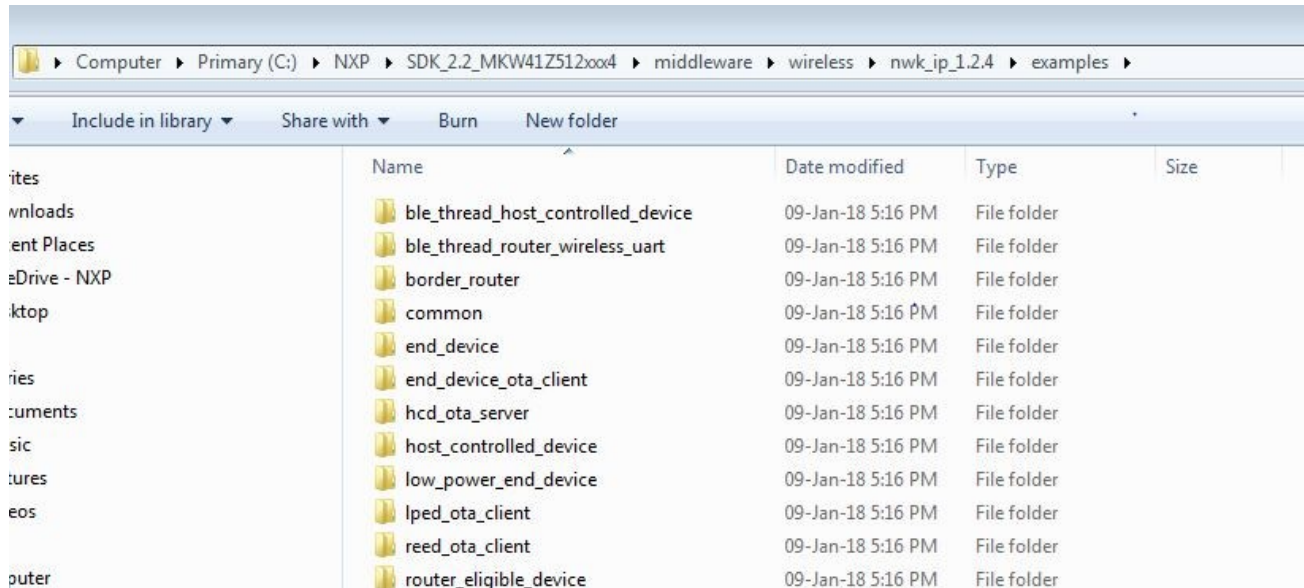 Computer ▸ Primary (C:) ▸ NXP ▸ SDK_2.2_MKW41Z512xxx4 ▸ middleware ▸ wireless ▸ nwk_ip_1.2.4 ▸ examples ▸
Include in library Share with Burn New folder
Name Date modified Type Size
rites
wnloads
ent Places
eDrive - NXP
sktop
ries
cuments
sic
tures
eos
puter
ble_thread_host_controlled_device 09-Jan-18 5:16 PM File folder
ble_thread_router_wireless_uart 09-Jan-18 5:16 PM File folder
border_router 09-Jan-18 5:16 PM File folder
common 09-Jan-18 5:16 PM File folder
end_device 09-Jan-18 5:16 PM File folder
end_device_ota_client 09-Jan-18 5:16 PM File folder
hcd_ota_server 09-Jan-18 5:16 PM File folder
host_controlled_device 09-Jan-18 5:16 PM File folder
low_power_end_device 09-Jan-18 5:16 PM File folder
lped_ota_client 09-Jan-18 5:16 PM File folder
reed_ota_client 09-Jan-18 5:16 PM File folder
router_eligible_device 09-Jan-18 5:16 PM File folder